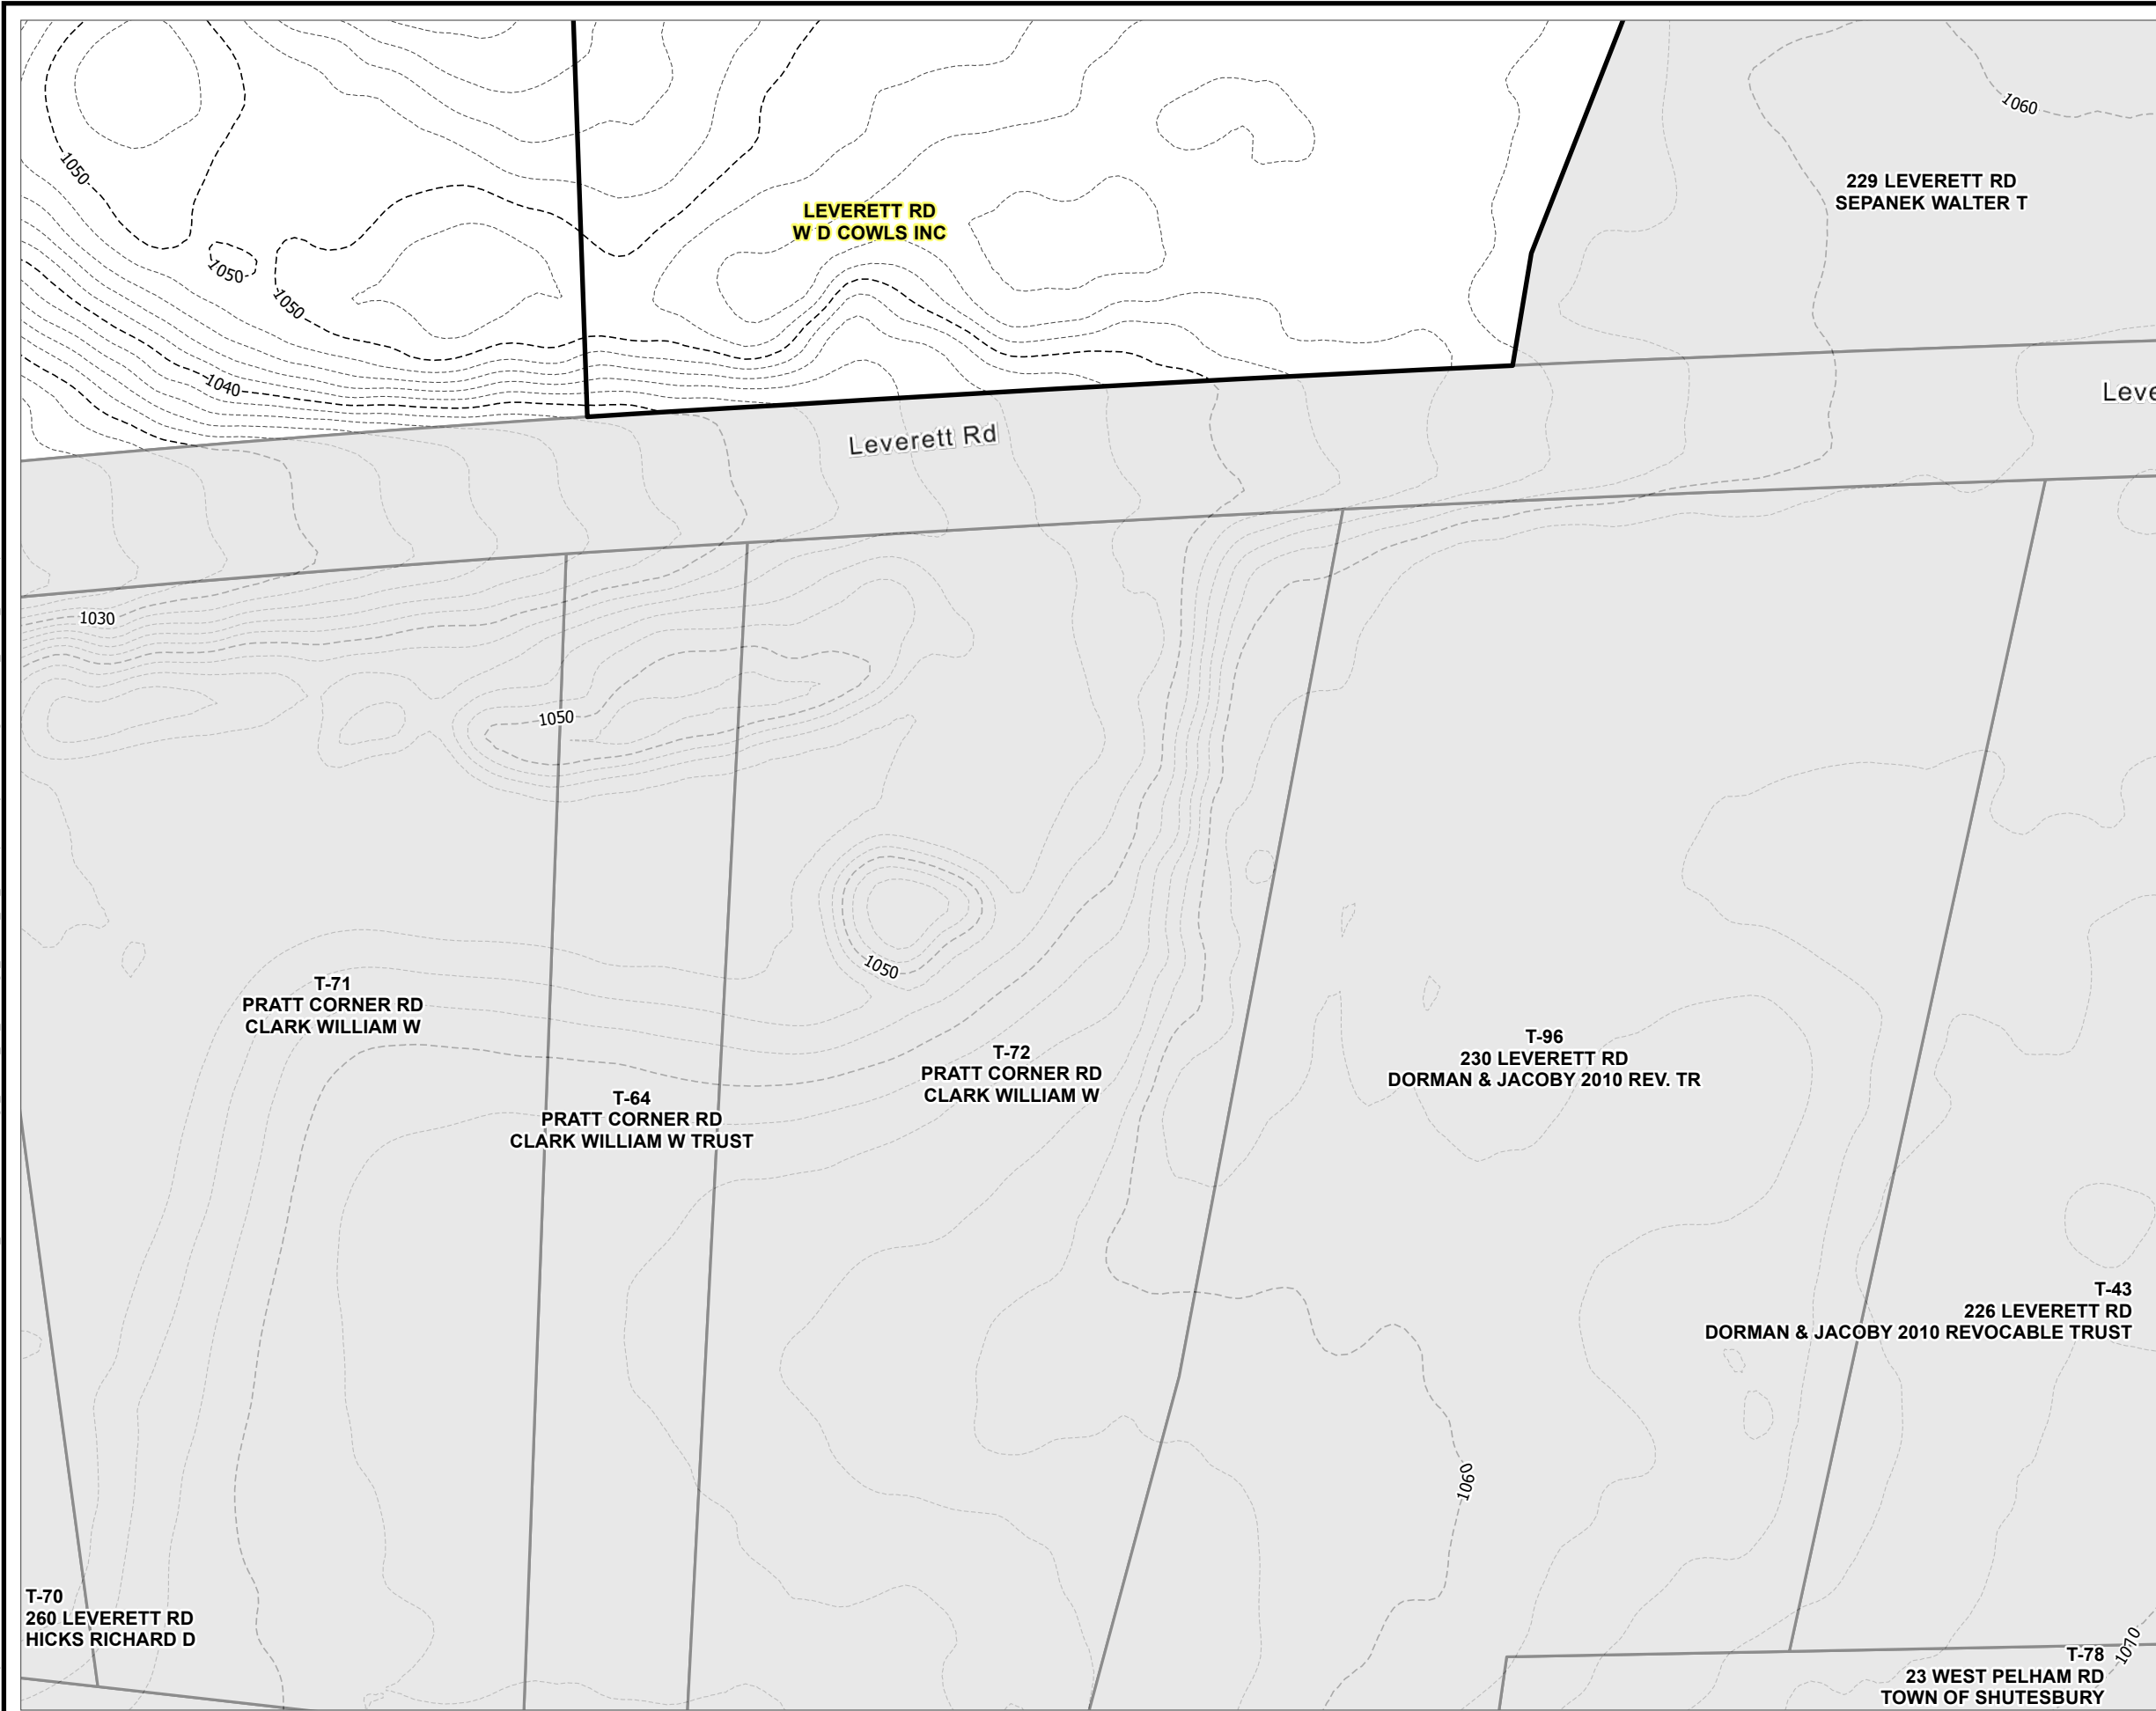 1060
1050
229 LEVERETT RD
SEPANEK WALTER T
LEVERETT RD
W D COWLS INC
1050
1050
1040
Leve
Leverett Rd
1030
1050
1050
T-71
PRATT CORNER RD
CLARK WILLIAM W
T-72
PRATT CORNER RD
CLARK WILLIAM W
T-96
230 LEVERETT RD
DORMAN & JACOBY 2010 REV. TR
T-64
PRATT CORNER RD
CLARK WILLIAM W TRUST
T-43
226 LEVERETT RD
DORMAN & JACOBY 2010 REVOCABLE TRUST
1060
T-70
260 LEVERETT RD
HICKS RICHARD D
1070
T-78
23 WEST PELHAM RD
TOWN OF SHUTESBURY